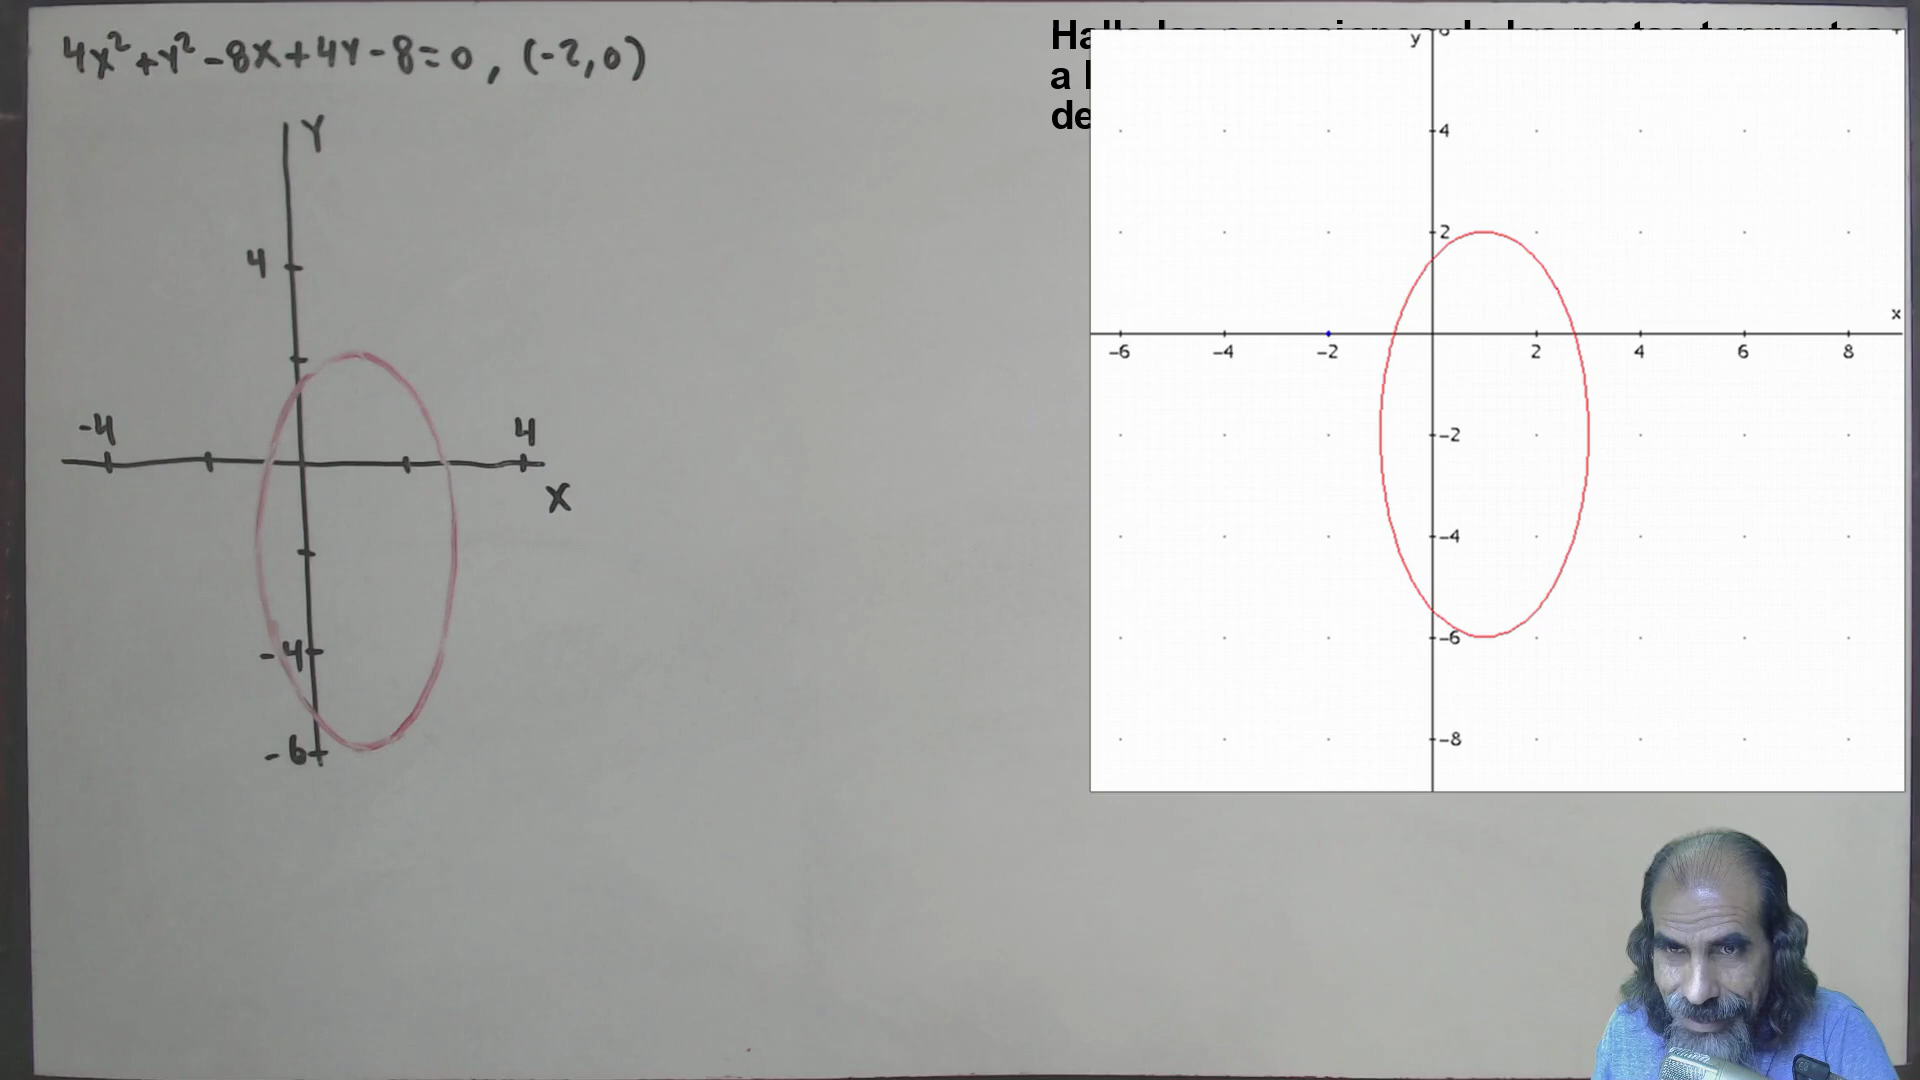 4x² + y² - 8x + 4y - 8 = 0, (-2, 0)
Ha
a l
de
Y
4
-4
4
X
-4
-6
y
4
2
x
-6
-4
-2
2
4
6
8
-2
-4
-6
-8